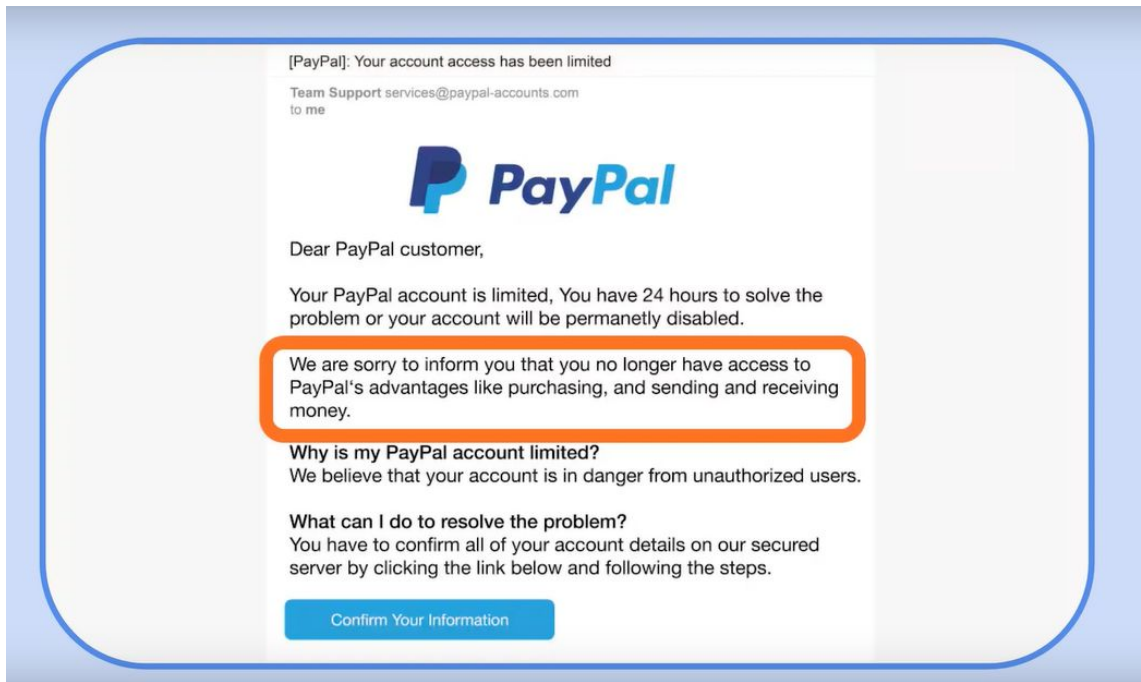 [PayPal]: Your account access has been limited
Team Support services@paypal-accounts.com
to me
PayPal
Dear PayPal customer,
Your PayPal account is limited, You have 24 hours to solve the
problem or your account will be permanetly disabled.
We are sorry to inform you that you no longer have access to
PayPal‘s advantages like purchasing, and sending and receiving
money.
Why is my PayPal account limited?
We believe that your account is in danger from unauthorized users.
What can I do to resolve the problem?
You have to confirm all of your account details on our secured
server by clicking the link below and following the steps.
Confirm Your Information